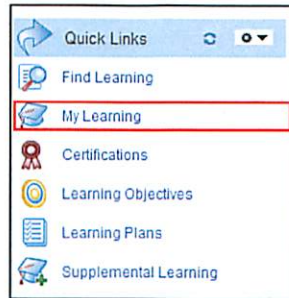 Quick Links
Find Learning
My Learning
Certifications
Learning Objectives
Learning Plans
Supplemental Learning